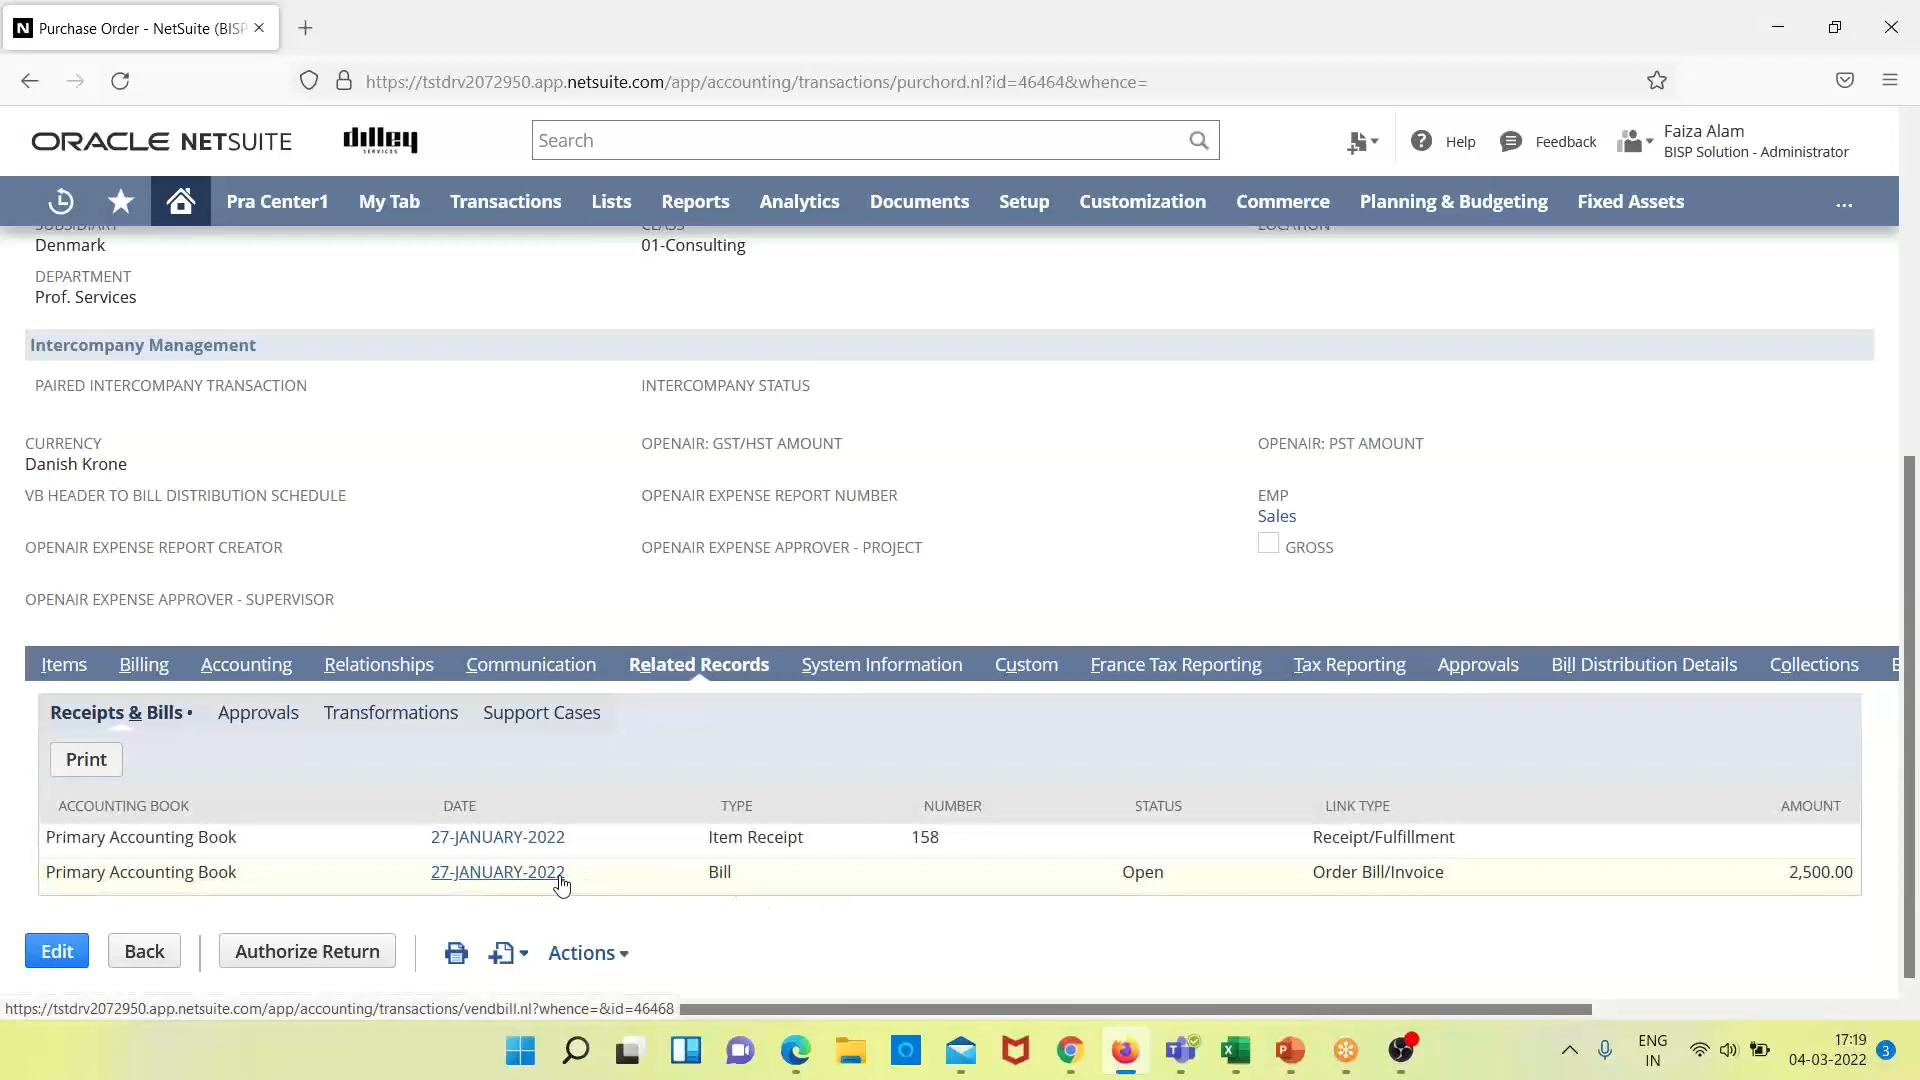 Purchase Order - NetSuite (BISP
https://tstdrv2072950.app.netsuite.com/app/accounting/transactions/purchord.nl?id=46464&whence=
ORACLE NETSUITE
dilley
SERVICES
Search
Help
Feedback
Faiza Alam
BISP Solution - Administrator
Pra Center1 My Tab Transactions Lists Reports Analytics Documents Setup Customization Commerce Planning & Budgeting Fixed Assets ...
SUBSIDIARY CLASS LOCATION
Denmark 01-Consulting
DEPARTMENT
Prof. Services
Intercompany Management
PAIRED INTERCOMPANY TRANSACTION INTERCOMPANY STATUS
CURRENCY OPENAIR: GST/HST AMOUNT OPENAIR: PST AMOUNT
Danish Krone
VB HEADER TO BILL DISTRIBUTION SCHEDULE OPENAIR EXPENSE REPORT NUMBER EMP
Sales
OPENAIR EXPENSE REPORT CREATOR OPENAIR EXPENSE APPROVER - PROJECT GROSS
OPENAIR EXPENSE APPROVER - SUPERVISOR
Items Billing Accounting Relationships Communication Related Records System Information Custom France Tax Reporting Tax Reporting Approvals Bill Distribution Details Collections E
Receipts & Bills • Approvals Transformations Support Cases
Print
ACCOUNTING BOOK DATE TYPE NUMBER STATUS LINK TYPE AMOUNT
Primary Accounting Book 27-JANUARY-2022 Item Receipt 158 Receipt/Fulfillment
Primary Accounting Book 27-JANUARY-2022 Bill Open Order Bill/Invoice 2,500.00
Edit Back Authorize Return Actions
https://tstdrv2072950.app.netsuite.com/app/accounting/transactions/vendbill.nl?whence=&id=46468
ENG
IN
17:19
04-03-2022
3